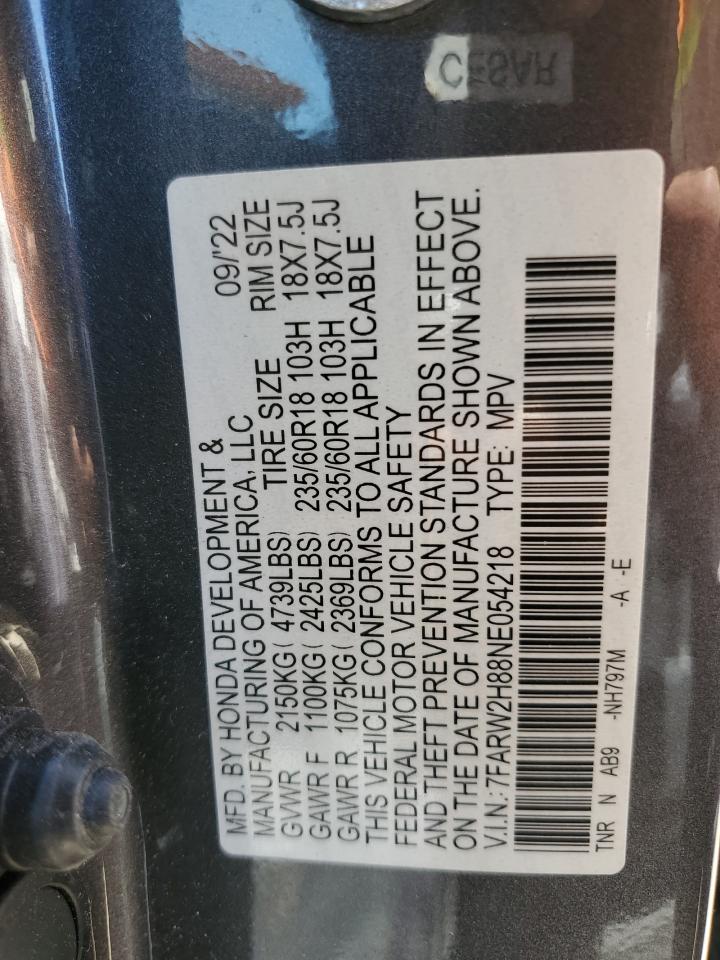 CESAR
MFD. BY HONDA DEVELOPMENT &
MANUFACTURING OF AMERICA, LLC 09/'22
GVWR 2150KG( 4739LBS) TIRE SIZE RIM SIZE
GAWR F 1100KG( 2425LBS) 235/60R18 103H 18X7.5J
GAWR R 1075KG( 2369LBS) 235/60R18 103H 18X7.5J
THIS VEHICLE CONFORMS TO ALL APPLICABLE
FEDERAL MOTOR VEHICLE SAFETY
AND THEFT PREVENTION STANDARDS IN EFFECT
ON THE DATE OF MANUFACTURE SHOWN ABOVE.
V.I.N.: 7FARW2H88NE054218 TYPE: MPV
TNR N AB9 -NH797M -A -E